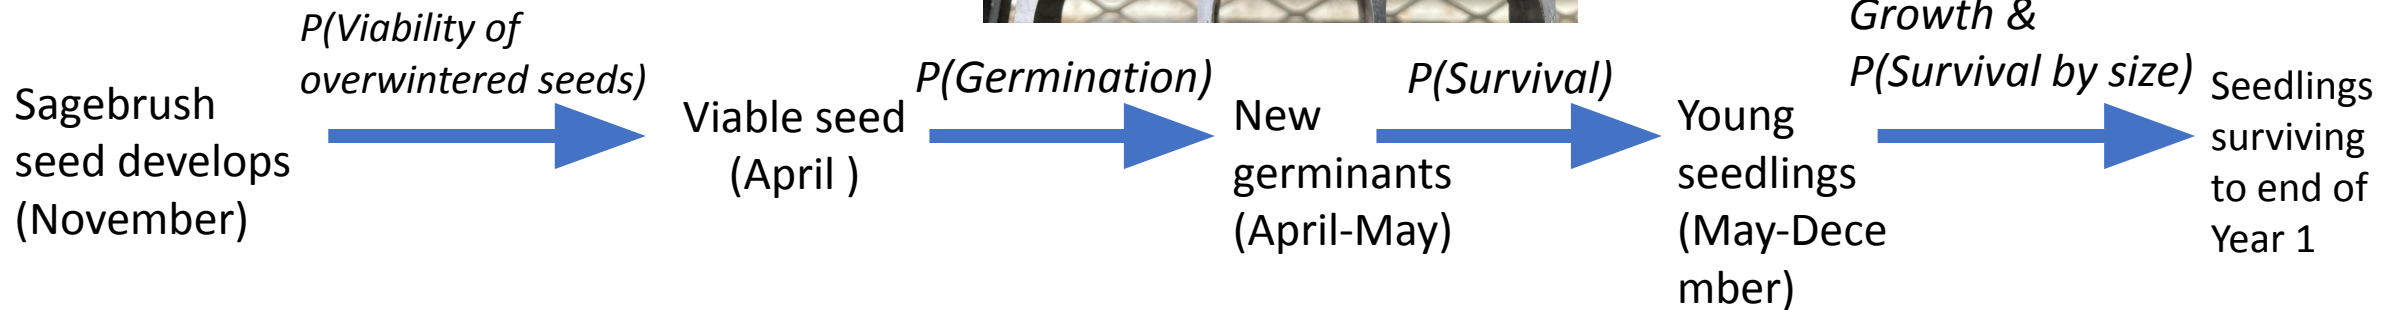 Sagebrush
seed develops
(November)
P(Viability of
overwintered seeds)
Viable seed
(April )
P(Germination)
New
germinants
(April-May)
P(Survival)
Young
seedlings
(May-Dece
mber)
Growth &
P(Survival by size)
Seedlings
surviving
to end of
Year 1